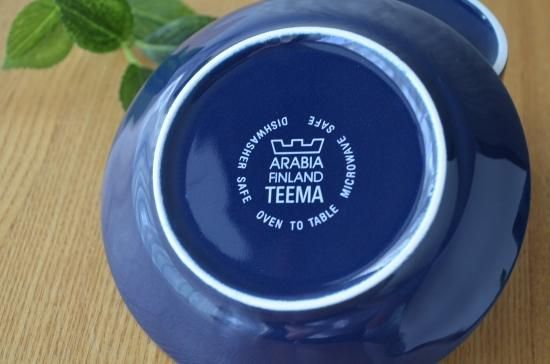 ARABIA
FINLAND
TEEMA
DISHWASHER SAFE OVEN TO TABLE MICROWAVE SAFE